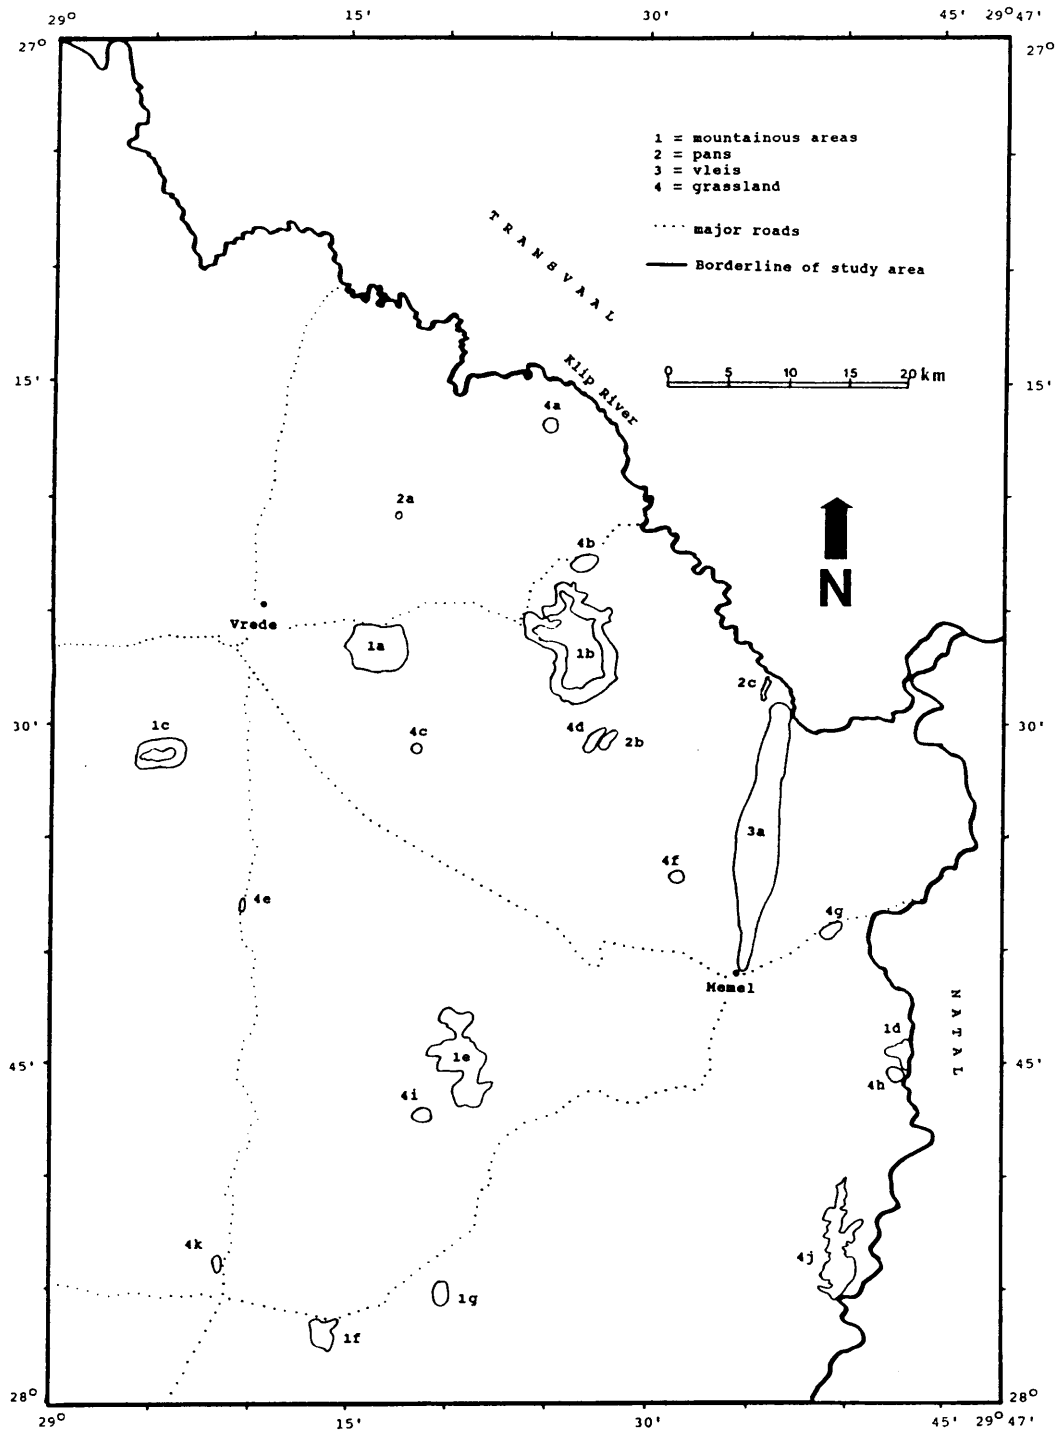 29° 15' 30' 45' 29°47'
27° 27°
1 = mountainous areas
2 = pans
3 = vleis
4 = grassland
.... major roads
Borderline of study area
TRANSVAAL
Klip River
0 5 10 15 20 km
15' 15'
4a
2a
4b
N
Vrede
1a
1b
2c
1c
4c
4d
2b
30' 30'
3a
4f
4e
4g
Memel
NATAL
1d
1e
45' 45'
4h
4i
4k
4j
1g
1f
28° 28°
29° 15' 30' 45' 29°47'